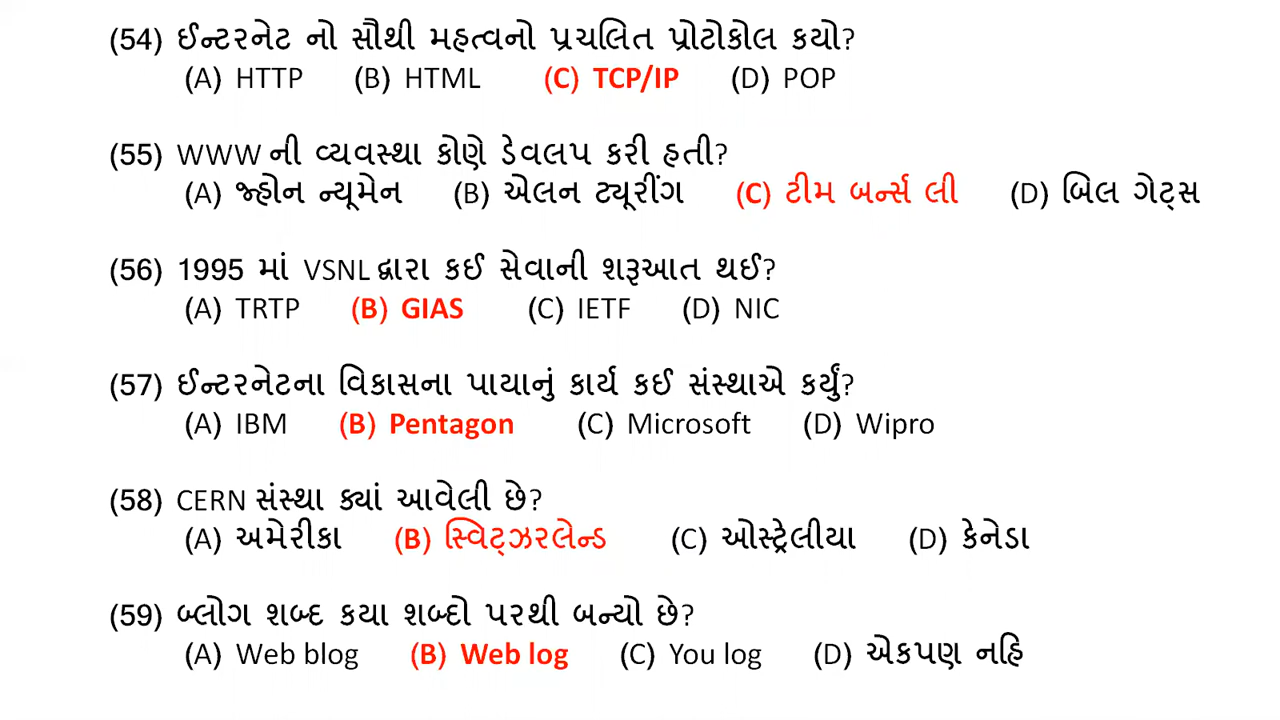 (54) ઈન્ટરનેટ નો સૌથી મહત્વનો પ્રચલિત પ્રોટોકોલ કયો?
(A) HTTP (B) HTML (C) TCP/IP (D) POP
(55) WWW ની વ્યવસ્થા કોણે ડેવલપ કરી હતી?
(A) જ્હોન ન્યૂમેન (B) એલન ટ્યૂરીંગ (C) ટીમ બર્ન્સ લી (D) બિલ ગેટ્સ
(56) 1995 માં VSNL દ્વારા કઈ સેવાની શરૂઆત થઈ?
(A) TRTP (B) GIAS (C) IETF (D) NIC
(57) ઈન્ટરનેટના વિકાસના પાયાનું કાર્ય કઈ સંસ્થાએ કર્યું?
(A) IBM (B) Pentagon (C) Microsoft (D) Wipro
(58) CERN સંસ્થા ક્યાં આવેલી છે?
(A) અમેરીકા (B) સ્વિટ્ઝરલેન્ડ (C) ઓસ્ટ્રેલીયા (D) કેનેડા
(59) બ્લોગ શબ્દ કયા શબ્દો પરથી બન્યો છે?
(A) Web blog (B) Web log (C) You log (D) એકપણ નહિ